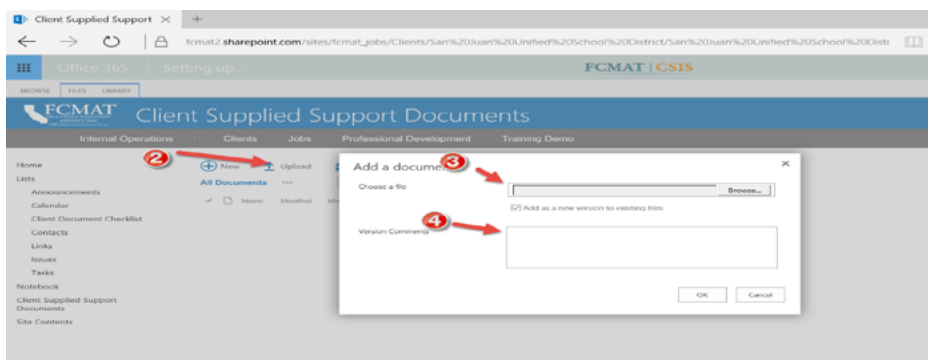 Client Supplied Support
fcmat2.sharepoint.com/sites/fcmat_jobs/Clients/San%20Juan%20Unified%20School%20District/San%20Juan%20Unified%20School%20Distri
Office 365 Setting up...
FCMAT | CSIS
BROWSE FILES LIBRARY
FCMAT Client Supplied Support Documents
Internal Operations Clients Jobs Professional Development Training Demo
2
3
4
Home
Lists
Announcements
Calendar
Client Document Checklist
Contacts
Links
Issues
Tasks
Notebook
Client Supplied Support
Documents
Site Contents
New Upload
All Documents ...
Name Modified
Add a docume
Choose a file
Browse...
Add as a new version to existing files
Version Comments
OK Cancel